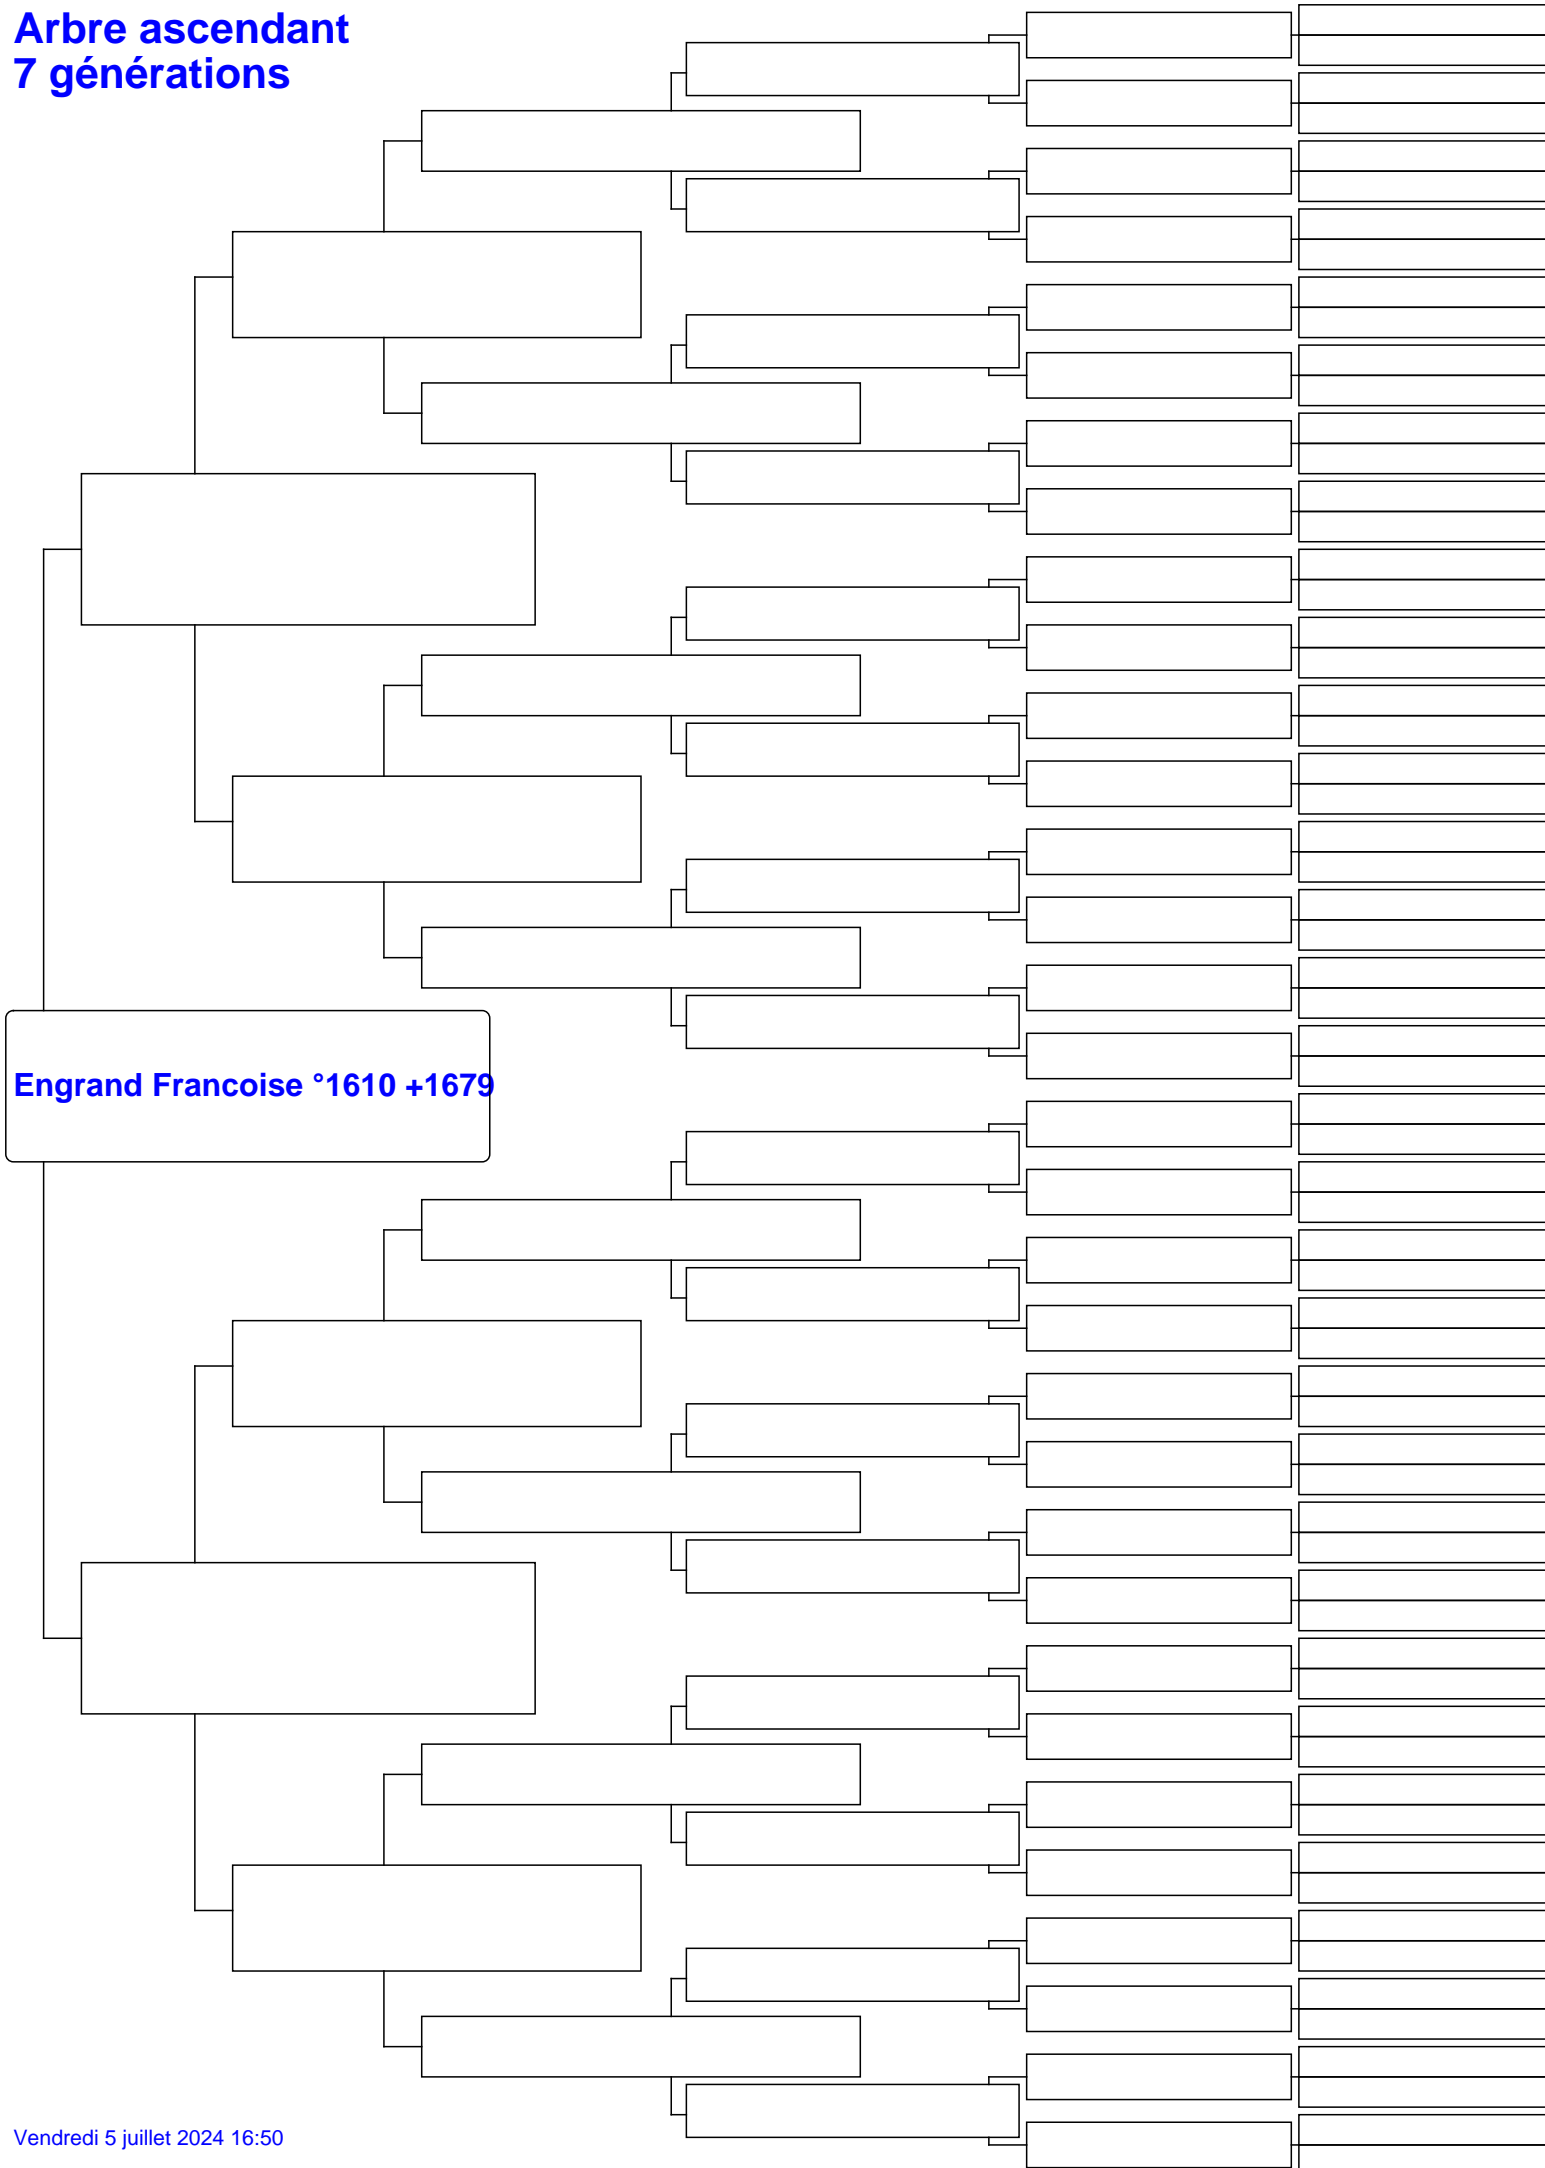 Arbre ascendant
7 générations
Engrand Francoise °1610 +1679
Vendredi 5 juillet 2024 16:50